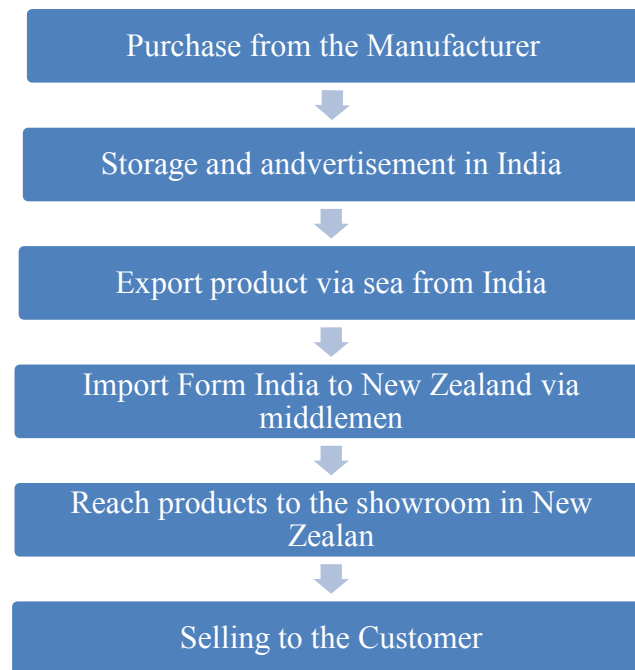 Purchase from the Manufacturer
Storage and andvertisement in India
Export product via sea from India
Import Form India to New Zealand via
middlemen
Reach products to the showroom in New
Zealan
Selling to the Customer